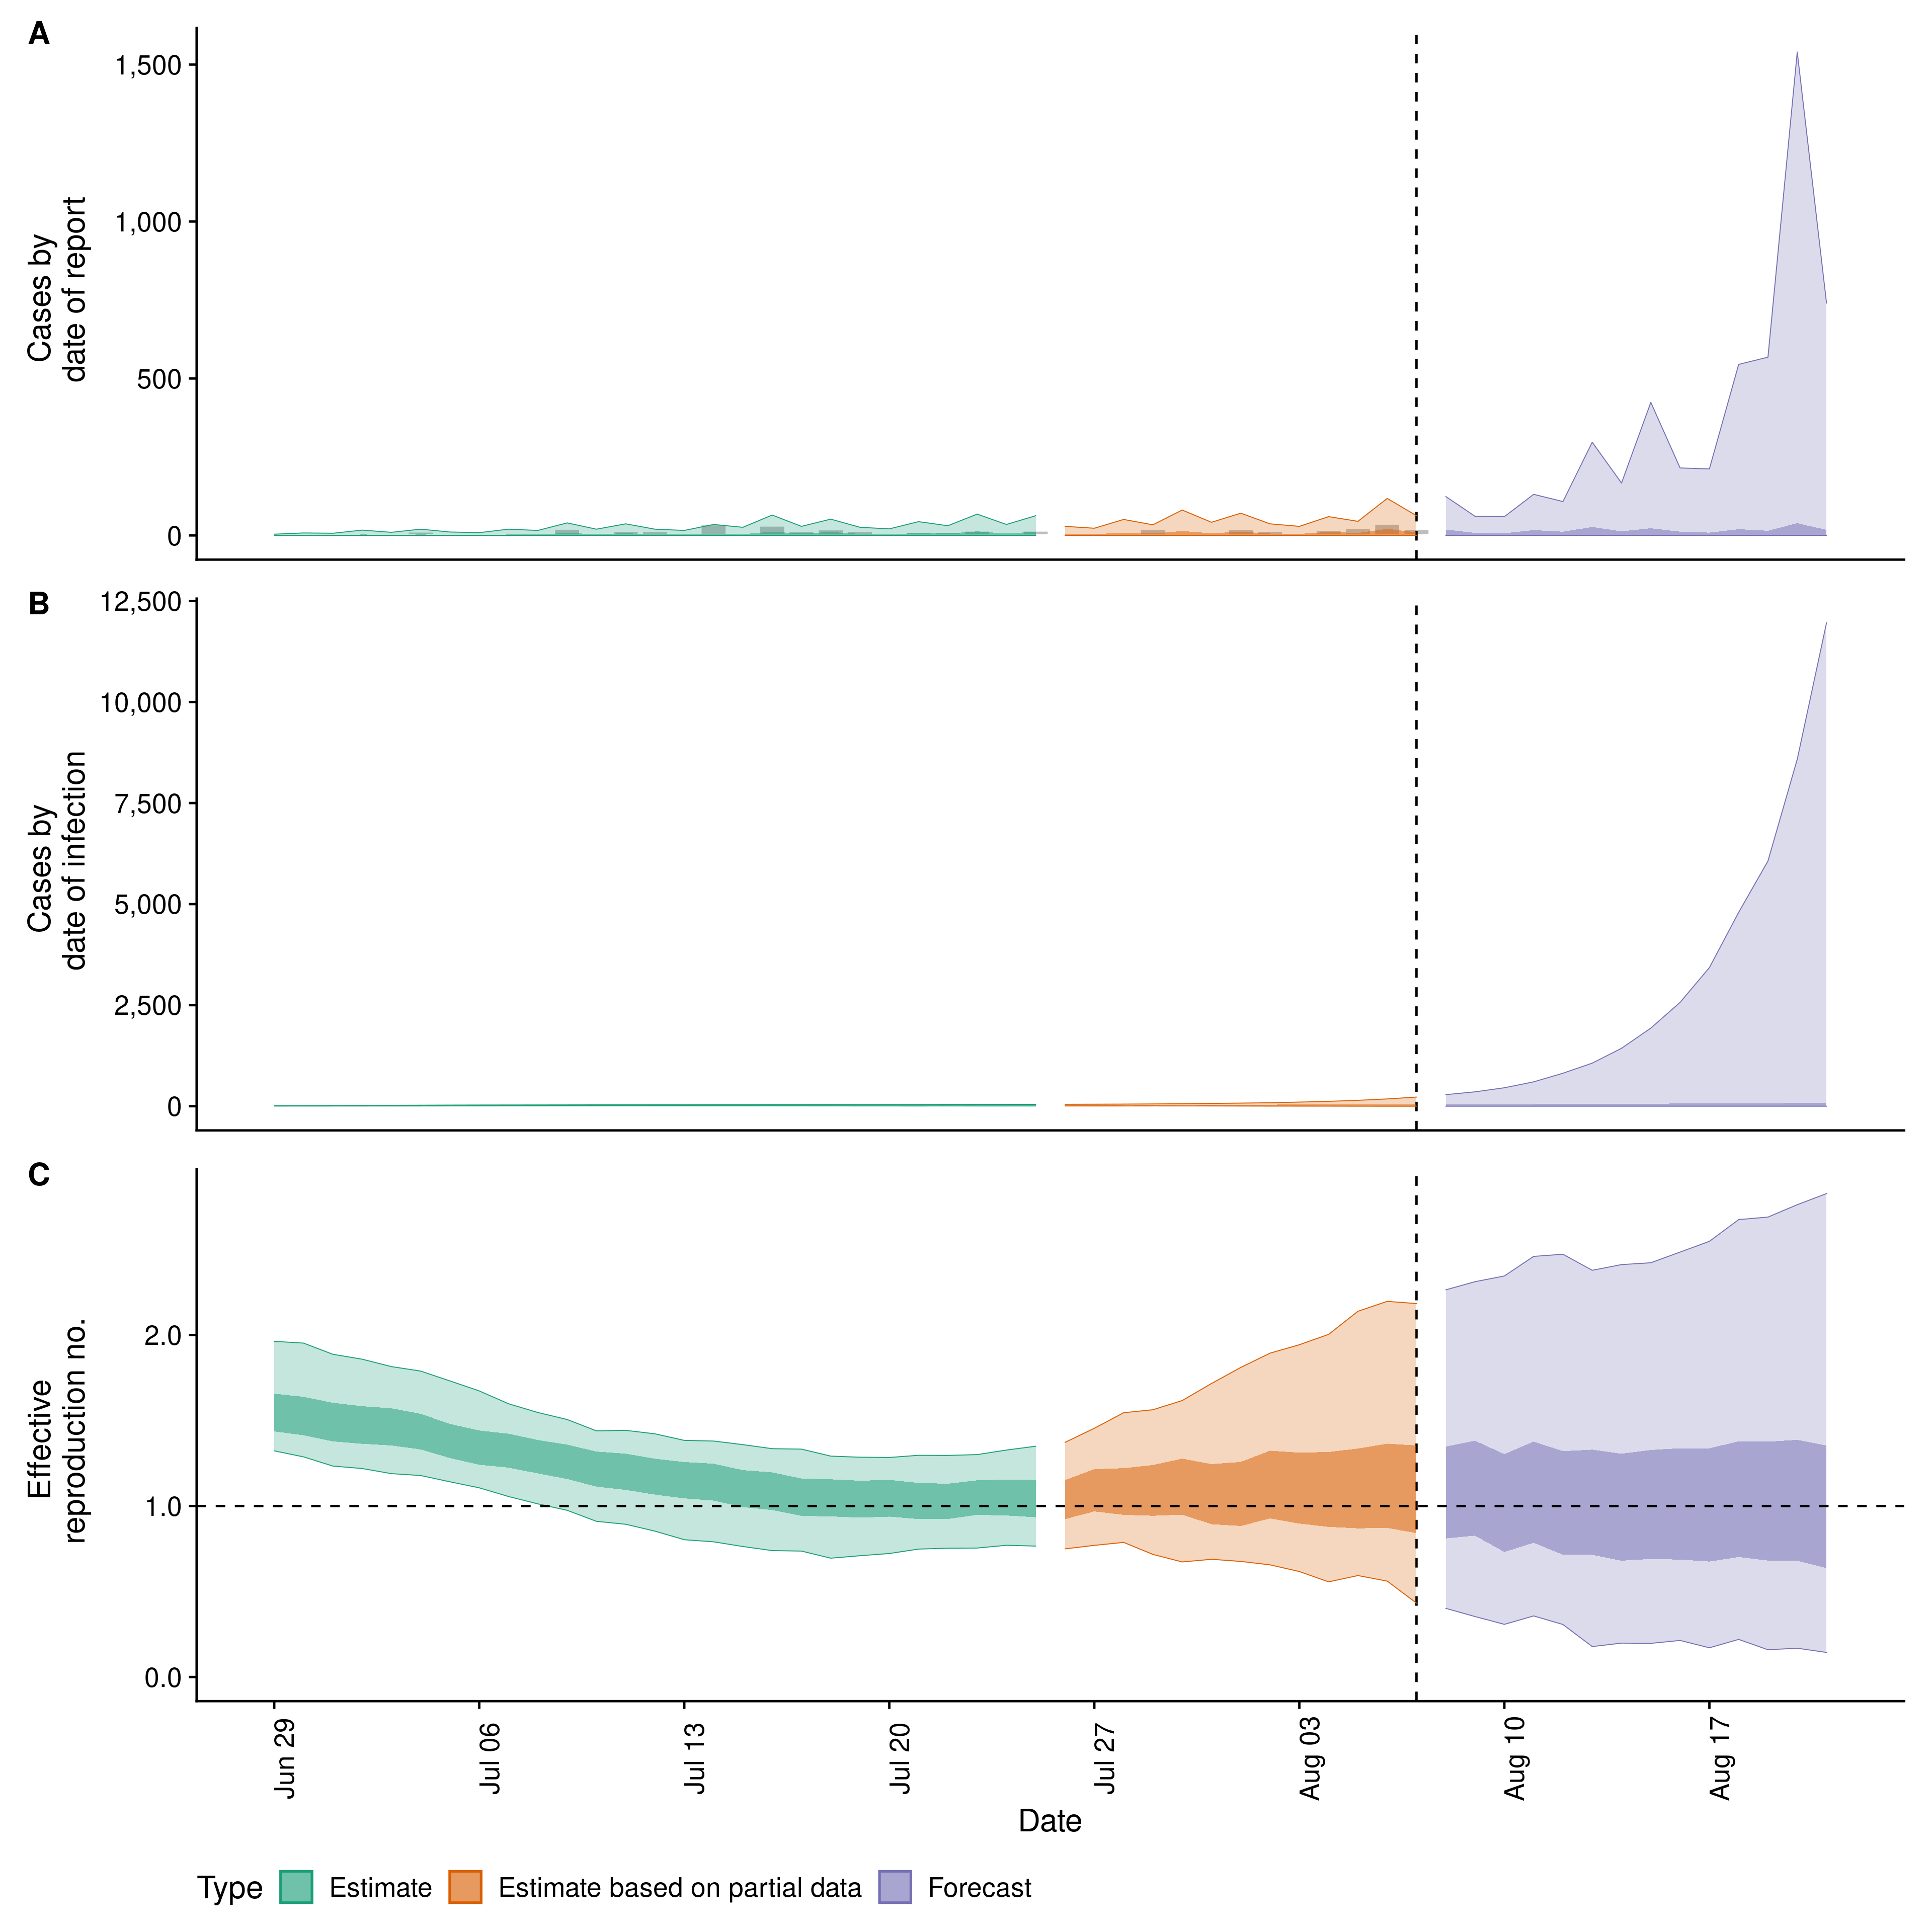 A
1,500
1,000
500
0
Cases by
date of report
B
12,500
10,000
7,500
5,000
2,500
0
Cases by
date of infection
C
2.0
1.0
0.0
Effective
reproduction no.
Jun 29
Jul 06
Jul 13
Jul 20
Jul 27
Aug 03
Aug 10
Aug 17
Date
Type Estimate Estimate based on partial data Forecast